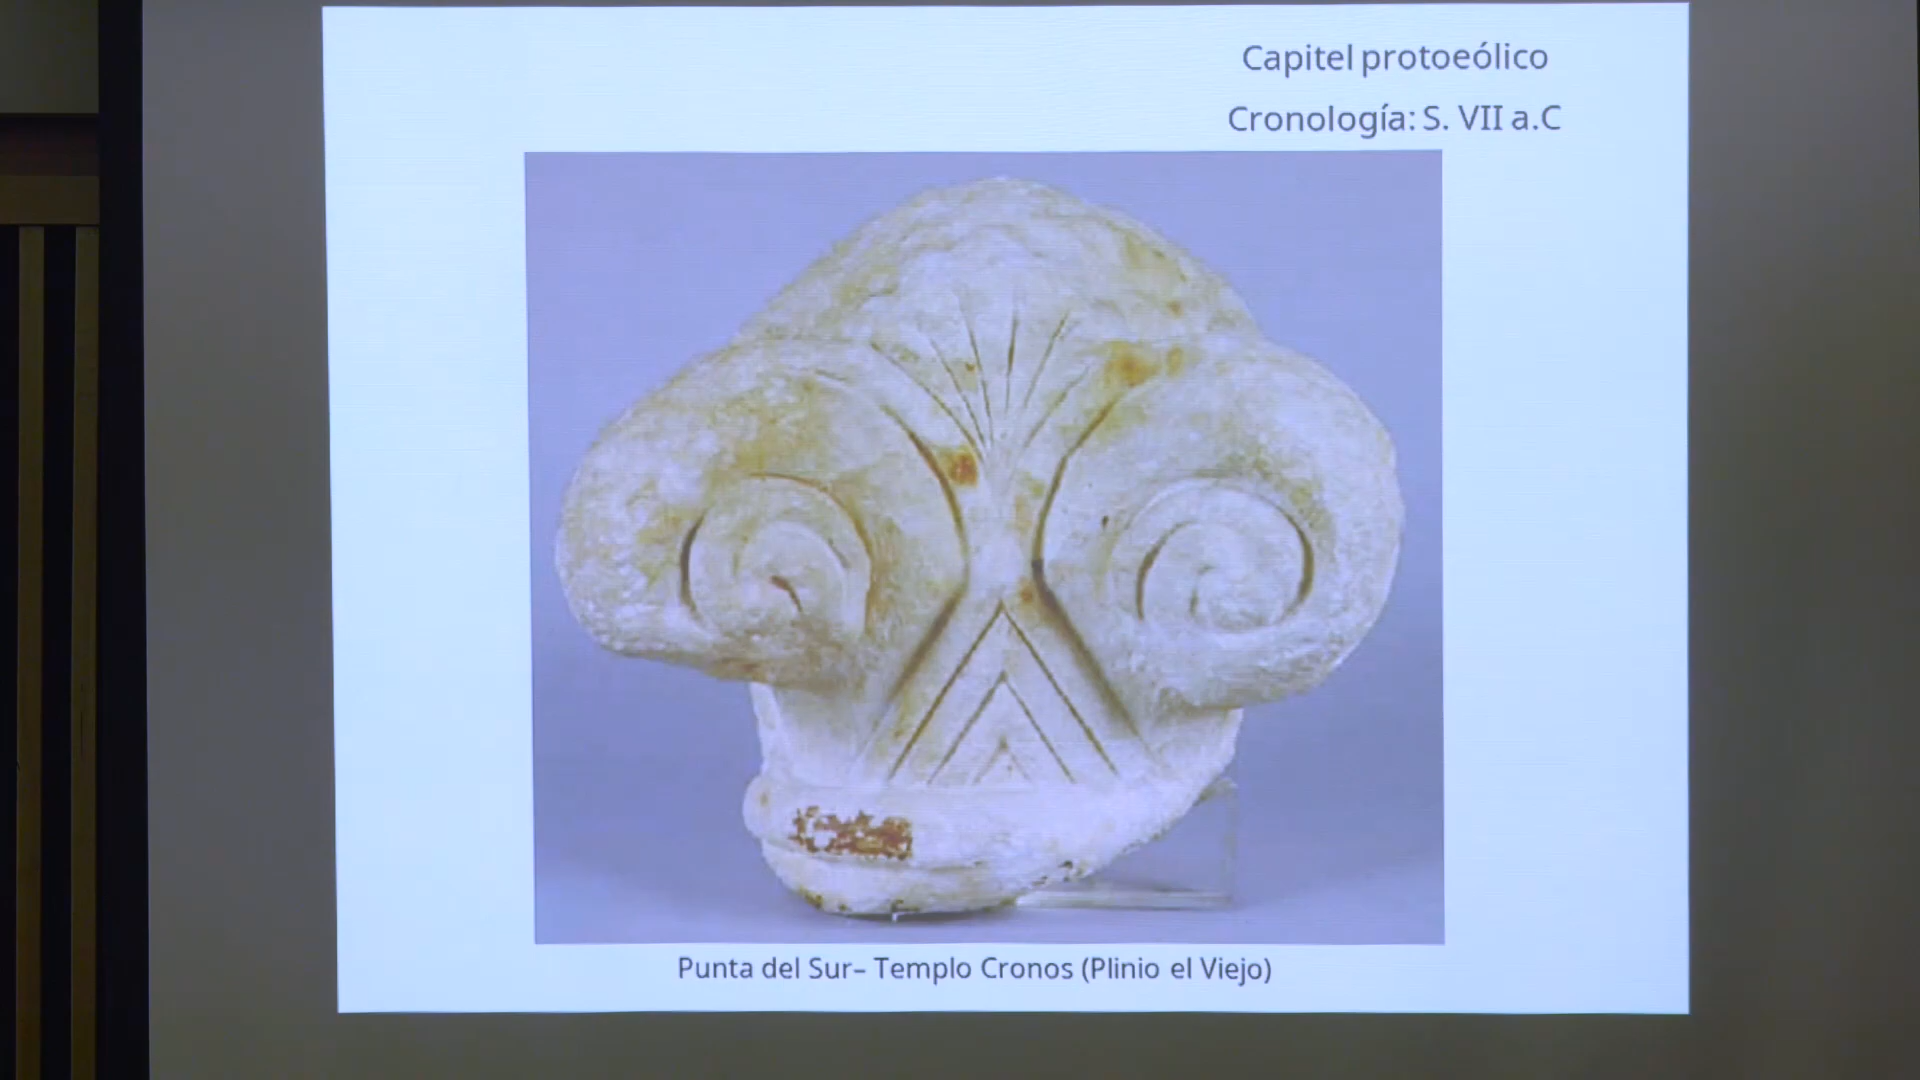 Capitel protoeólico
Cronología: S. VII a.C
Punta del Sur– Templo Cronos (Plinio el Viejo)